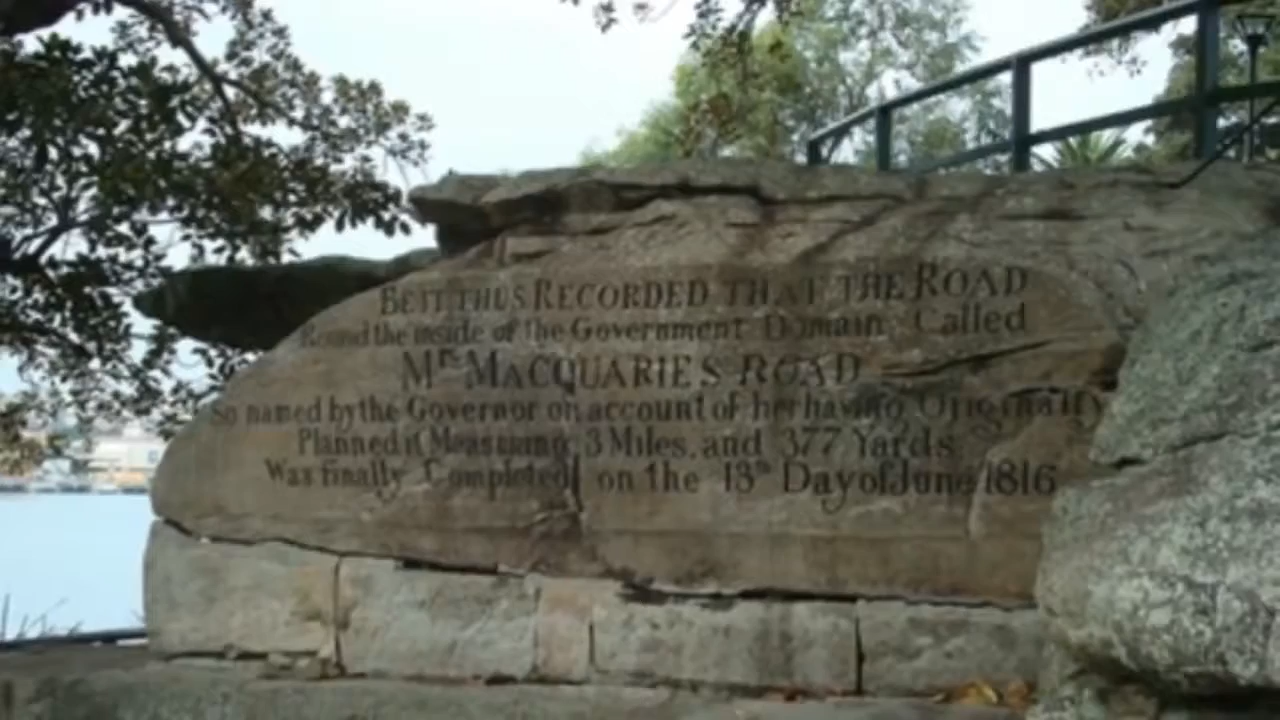 BE IT THUS RECORDED THAT THE ROAD
Round the inside of the Government Domain Called
Mrs MACQUARIE'S ROAD
So named by the Governor on account of her having Originally
Planned it Measuring 3 Miles, and 377 Yards
Was finally Completed on the 13th Day of June 1816